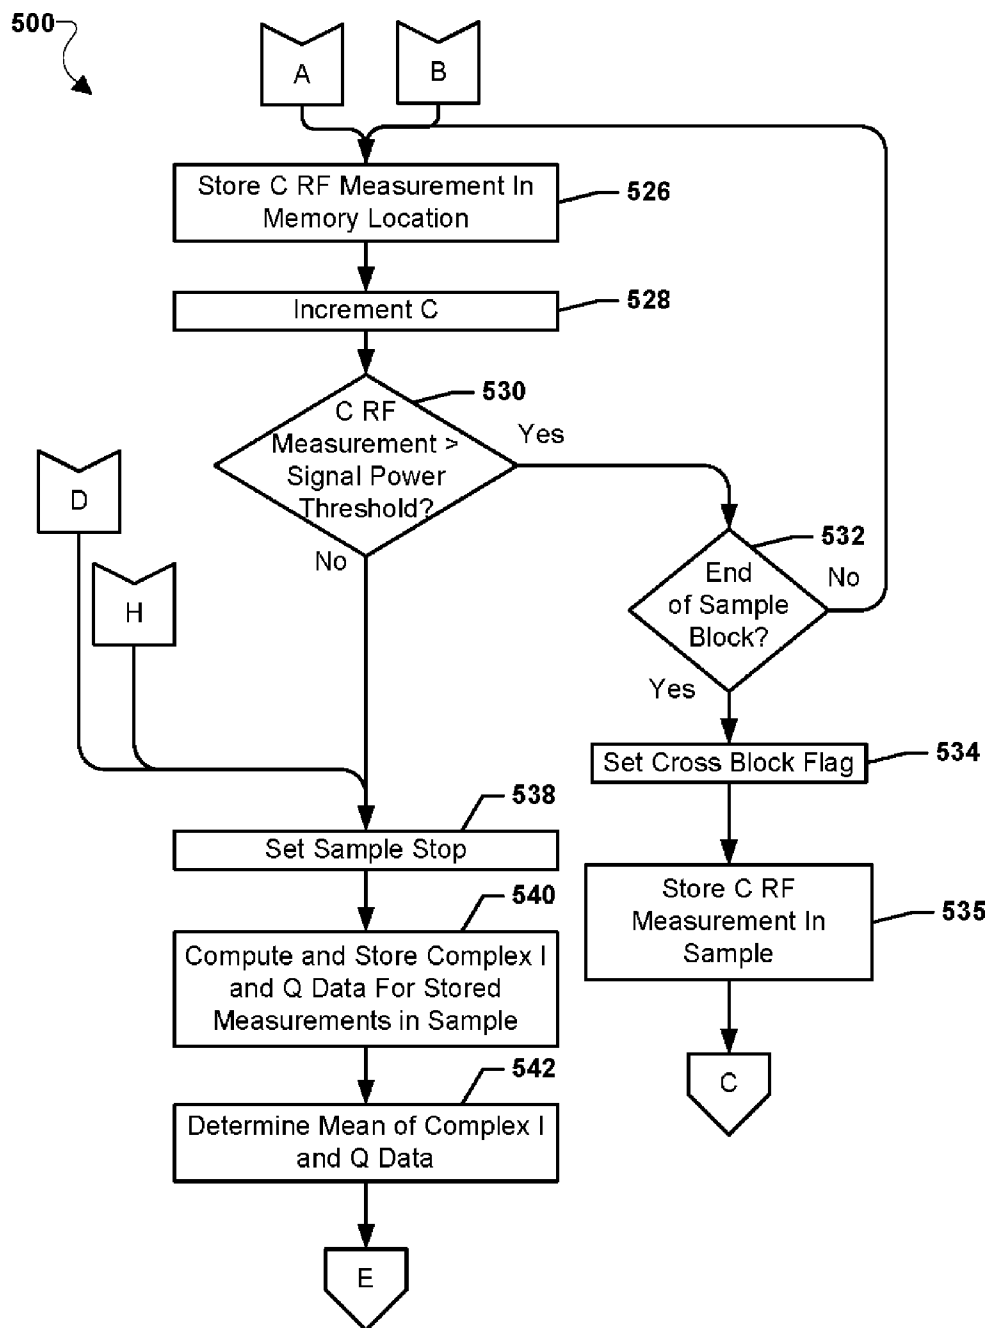 500
A
B
Store C RF Measurement In
Memory Location
526
Increment C
528
530
C RF
Measurement >
Signal Power
Threshold?
Yes
No
D
H
532
End
of Sample
Block?
No
Yes
Set Cross Block Flag
534
538
Set Sample Stop
Store C RF
Measurement In
Sample
535
540
Compute and Store Complex I
and Q Data For Stored
Measurements in Sample
C
542
Determine Mean of Complex I
and Q Data
E